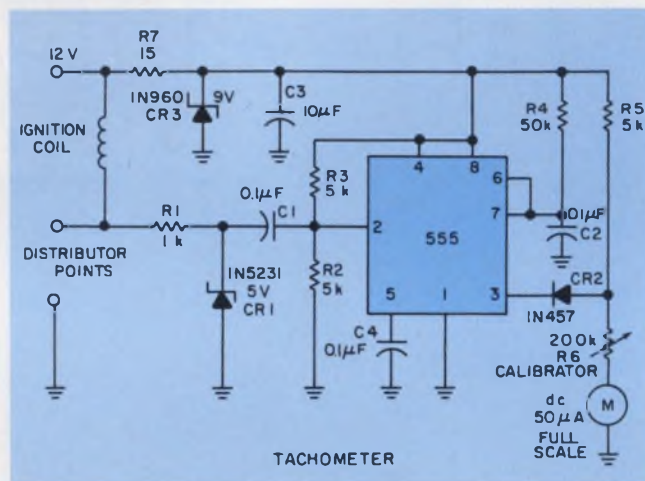 12 V
R7
15
1N960
CR3
9V
C3
10µF
R4
50k
R5
5k
IGNITION
COIL
R3
5k
4
8
6
7
0.1µF
C1
R1
1k
2
555
.01µF
C2
DISTRIBUTOR
POINTS
1N5231
5V
CR1
R2
5k
5
1
3
CR2
1N457
C4
0.1µF
200k
R6
CALIBRATOR
dc
50µA
FULL
SCALE
M
TACHOMETER